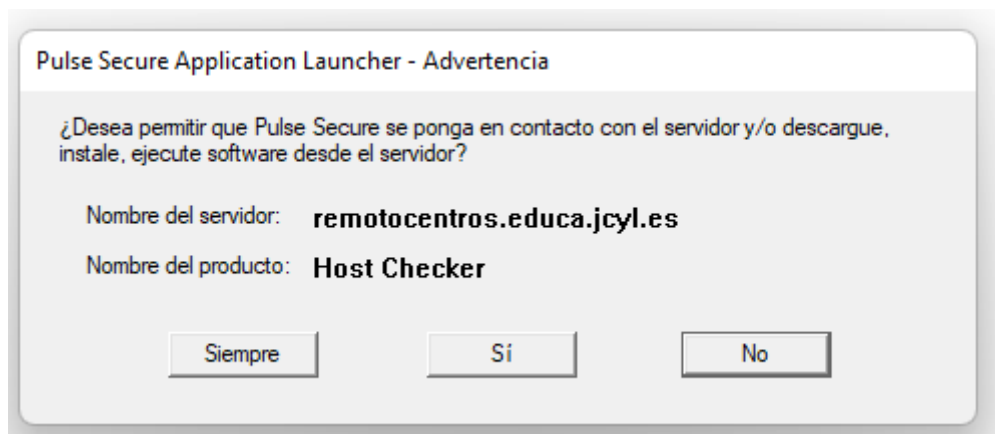 Pulse Secure Application Launcher - Advertencia
¿Desea permitir que Pulse Secure se ponga en contacto con el servidor y/o descargue,
instale, ejecute software desde el servidor?
Nombre del servidor: remotocentros.educa.jcyl.es
Nombre del producto: Host Checker
Siempre Sí No